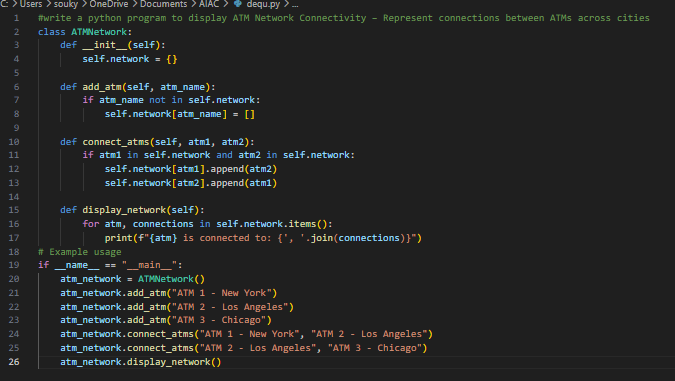 C: > Users > souky > OneDrive > Documents > AIAC > dequ.py > ...
1 #write a python program to display ATM Network Connectivity – Represent connections between ATMs across cities
2 class ATMNetwork:
3     def __init__(self):
4         self.network = {}
5
6     def add_atm(self, atm_name):
7         if atm_name not in self.network:
8             self.network[atm_name] = []
9
10     def connect_atms(self, atm1, atm2):
11         if atm1 in self.network and atm2 in self.network:
12             self.network[atm1].append(atm2)
13             self.network[atm2].append(atm1)
14
15     def display_network(self):
16         for atm, connections in self.network.items():
17             print(f"{atm} is connected to: {', '.join(connections)}")
18 # Example usage
19 if __name__ == "__main__":
20     atm_network = ATMNetwork()
21     atm_network.add_atm("ATM 1 - New York")
22     atm_network.add_atm("ATM 2 - Los Angeles")
23     atm_network.add_atm("ATM 3 - Chicago")
24     atm_network.connect_atms("ATM 1 - New York", "ATM 2 - Los Angeles")
25     atm_network.connect_atms("ATM 2 - Los Angeles", "ATM 3 - Chicago")
26     atm_network.display_network()